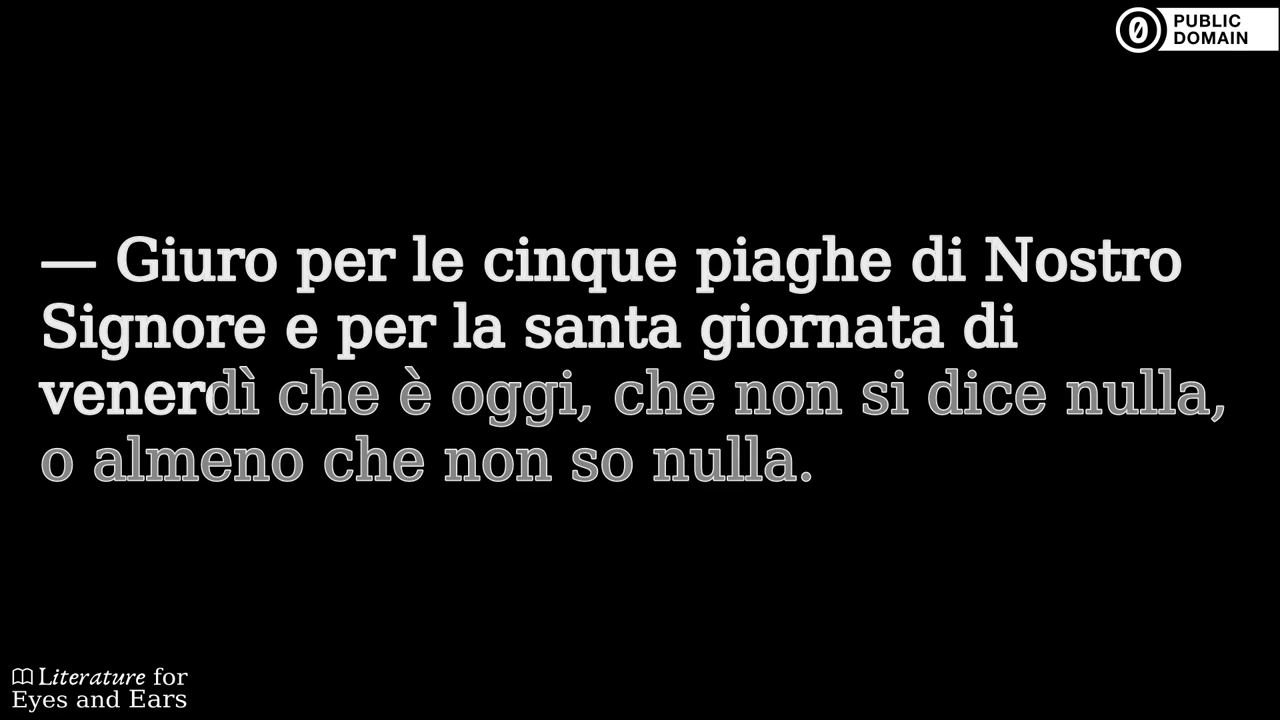 PUBLIC
DOMAIN
— Giuro per le cinque piaghe di Nostro
Signore e per la santa giornata di
venerdì che è oggi, che non si dice nulla,
o almeno che non so nulla.
Literature for
Eyes and Ears